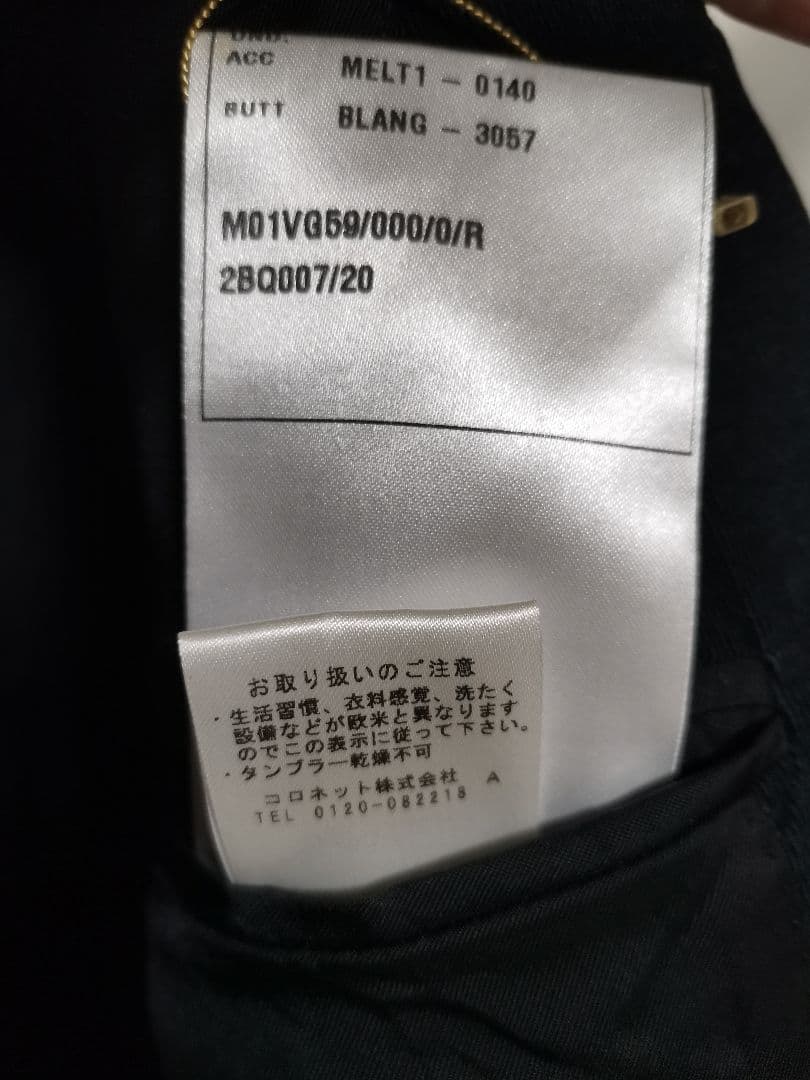 ACC MELT1 - 0140
BUTT BLANG - 3057
M01VG59/000/0/R
2BQ007/20
お取り扱いのご注意
・生活習慣、衣料感覚、洗たく
設備などが欧米と異なります
のでこの表示に従って下さい。
・タンブラー乾燥不可
コロネット株式会社 A
TEL 0120-082218